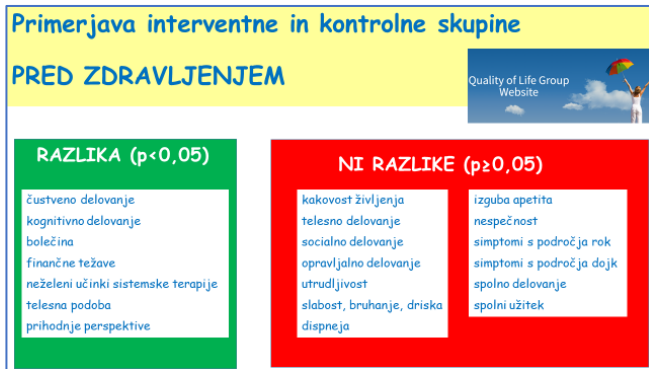 Primerjava interventne in kontrolne skupine
PRED ZDRAVLJENJEM
Quality of Life Group
Website
RAZLIKA (p<0,05)
čustveno delovanje
kognitivno delovanje
bolečina
finančne težave
neželeni učinki sistemske terapije
telesna podoba
prihodnje perspektive
NI RAZLIKE (p≥0,05)
kakovost življenja
telesno delovanje
socialno delovanje
opravljalno delovanje
utrudljivost
slabost, bruhanje, driska
dispneja
izguba apetita
nespečnost
simptomi s področja rok
simptomi s področja dojk
spolno delovanje
spolni užitek